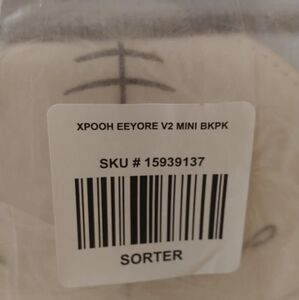 XPOOH EEYORE V2 MINI BKPK
SKU # 15939137
SORTER